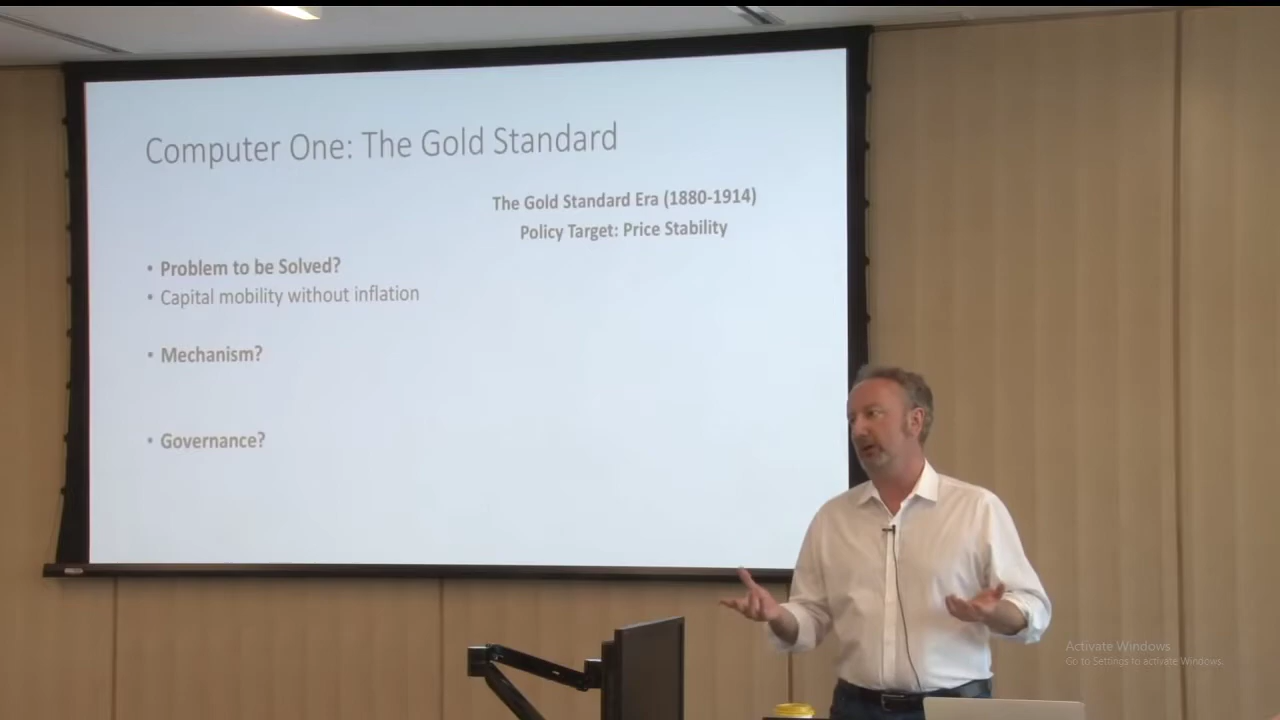 Computer One: The Gold Standard
The Gold Standard Era (1880-1914)
Policy Target: Price Stability
• Problem to be Solved?
• Capital mobility without inflation
• Mechanism?
• Governance?
Activate Windows
Go to Settings to activate Windows.